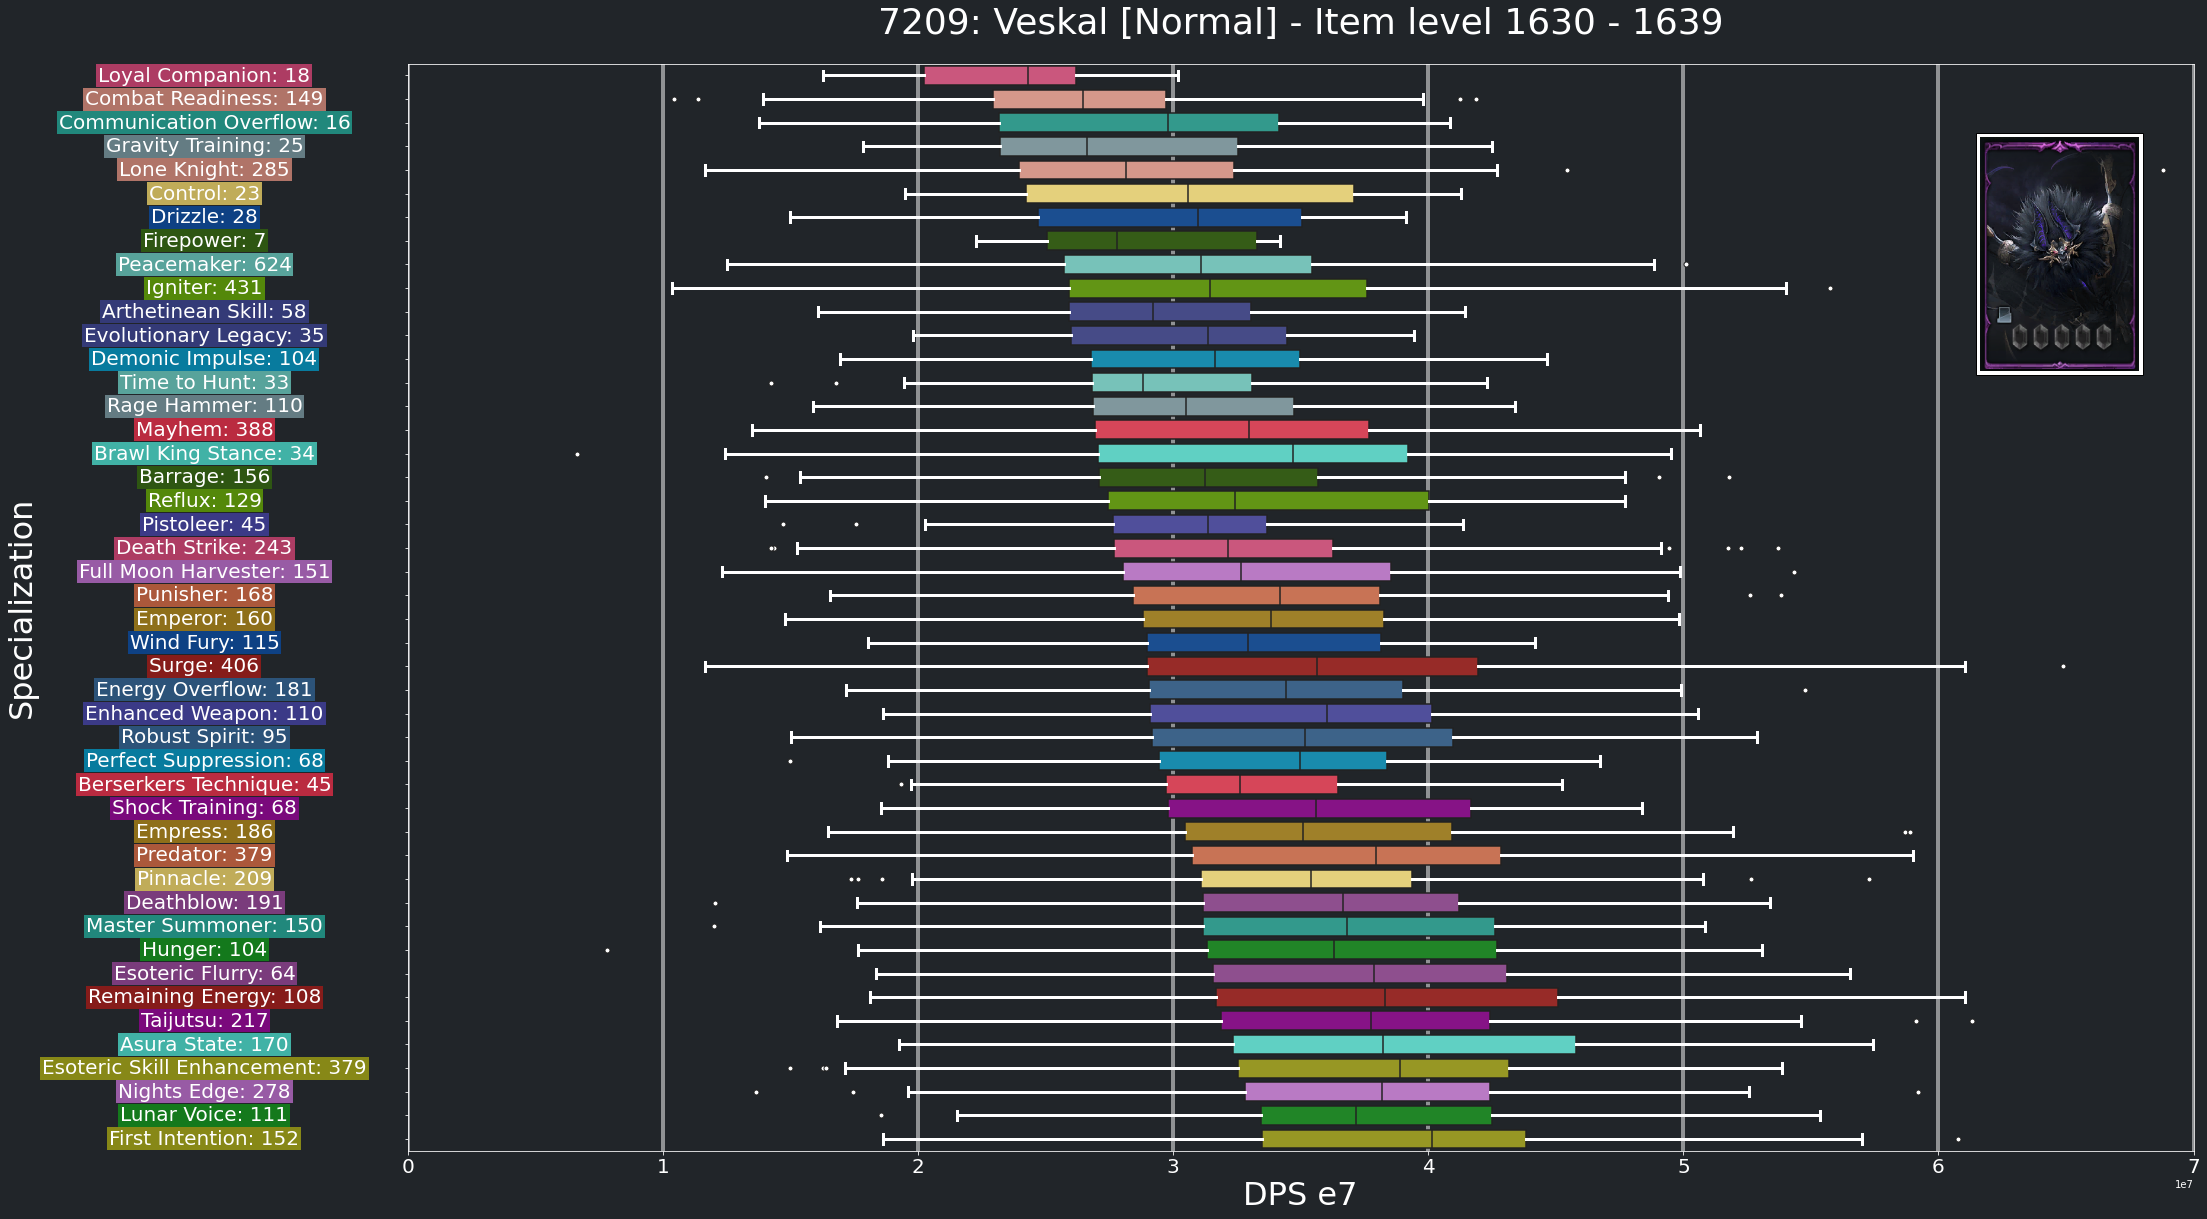 7209: Veskal [Normal] - Item level 1630 - 1639
Loyal Companion: 18
Combat Readiness: 149
Communication Overflow: 16
Gravity Training: 25
Lone Knight: 285
Control: 23
Drizzle: 28
Firepower: 7
Peacemaker: 624
Igniter: 431
Arthetinean Skill: 58
Evolutionary Legacy: 35
Demonic Impulse: 104
Time to Hunt: 33
Rage Hammer: 110
Mayhem: 388
Brawl King Stance: 34
Barrage: 156
Reflux: 129
Pistoleer: 45
Death Strike: 243
Full Moon Harvester: 151
Punisher: 168
Emperor: 160
Wind Fury: 115
Surge: 406
Energy Overflow: 181
Enhanced Weapon: 110
Robust Spirit: 95
Perfect Suppression: 68
Berserkers Technique: 45
Shock Training: 68
Empress: 186
Predator: 379
Pinnacle: 209
Deathblow: 191
Master Summoner: 150
Hunger: 104
Esoteric Flurry: 64
Remaining Energy: 108
Taijutsu: 217
Asura State: 170
Esoteric Skill Enhancement: 379
Nights Edge: 278
Lunar Voice: 111
First Intention: 152
Specialization
0 1 2 3 4 5 6 7
1e7
DPS e7